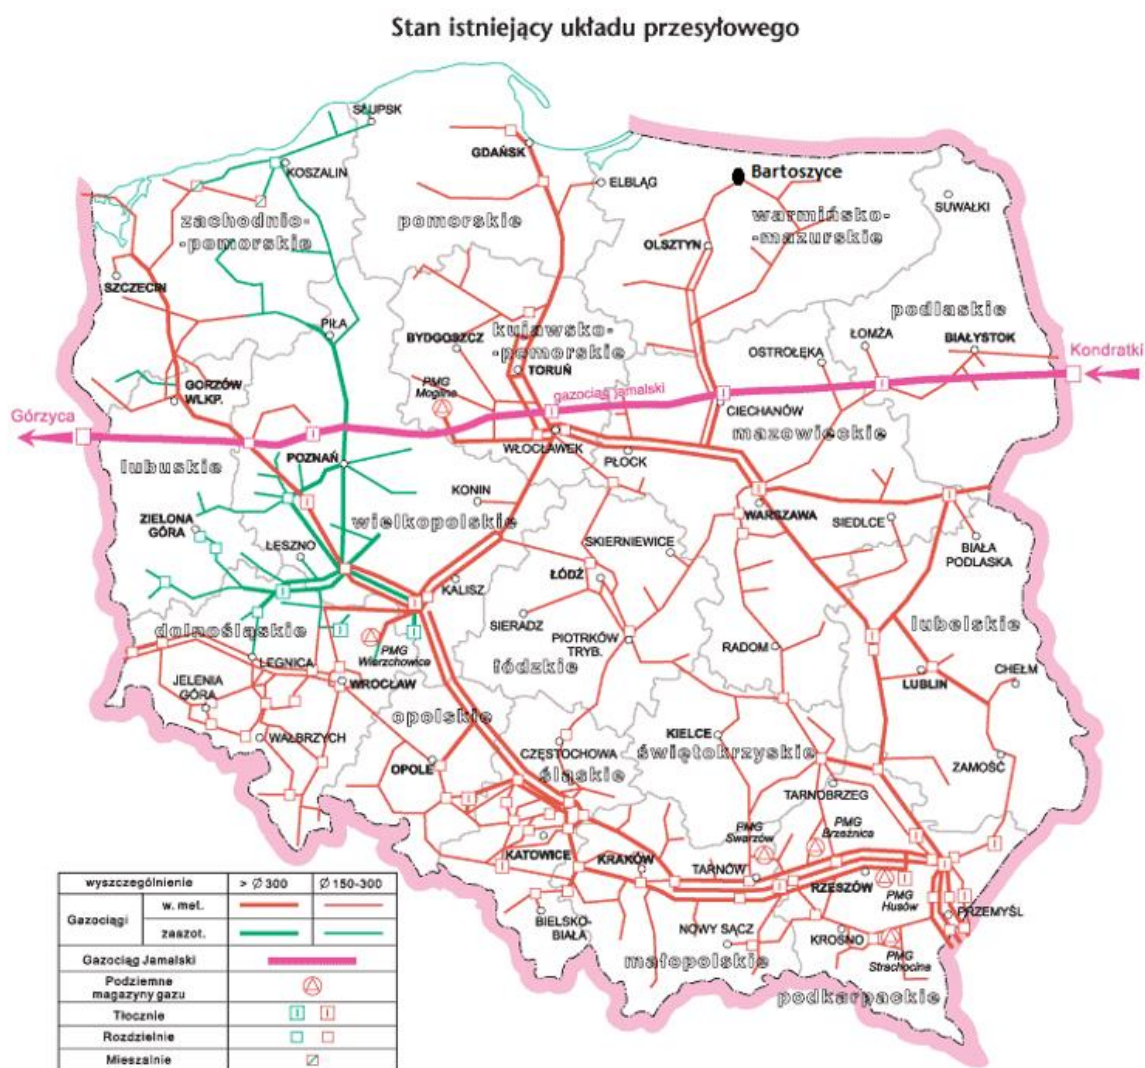 Stan istniejący układu przesyłowego
SŁUPSK
GDAŃSK
KOSZALIN
ELBLĄG
Bartoszyce
SUWAŁKI
zachodnio-
-pomorskie
pomorskie
warmińsko-
-mazurskie
OLSZTYN
SZCZECIN
PIŁA
BYDGOSZCZ
kujawsko-
-pomorskie
TORUŃ
podlaskie
ŁOMŻA
BIAŁYSTOK
OSTROŁĘKA
Kondratki
GORZÓW
WLKP.
PMG
Mogilno
gazociąg jamalski
CIECHANÓW
mazowieckie
Górzyca
lubuskie
POZNAŃ
WŁOCŁAWEK
PŁOCK
KONIN
WARSZAWA
SIEDLCE
ZIELONA
GÓRA
wielkopolskie
LESZNO
SKIERNIEWICE
BIAŁA
PODLASKA
KALISZ
ŁÓDŹ
SIERADZ
dolnośląskie
PIOTRKÓW
TRYB.
lubelskie
PMG
Wierzchowice
łódzkie
RADOM
LEGNICA
WROCŁAW
LUBLIN
CHEŁM
JELENIA
GÓRA
opolskie
WAŁBRZYCH
KIELCE
świętokrzyskie
CZĘSTOCHOWA
OPOLE
śląskie
ZAMOŚĆ
TARNOBRZEG
PMG
Swarzów
PMG
Brzeźnica
KATOWICE
KRAKÓW
TARNÓW
RZESZÓW
PMG
Husów
PRZEMYŚL
BIELSKO-
BIAŁA
NOWY SĄCZ
KROSNO
PMG
Strachocina
małopolskie
podkarpackie
wyszczególnienie > Ø 300 Ø 150-300
Gazociągi w. met.
zaazot.
Gazociąg Jamalski
Podziemne
magazyny gazu
Tłocznie
Rozdzielnie
Mieszalnie